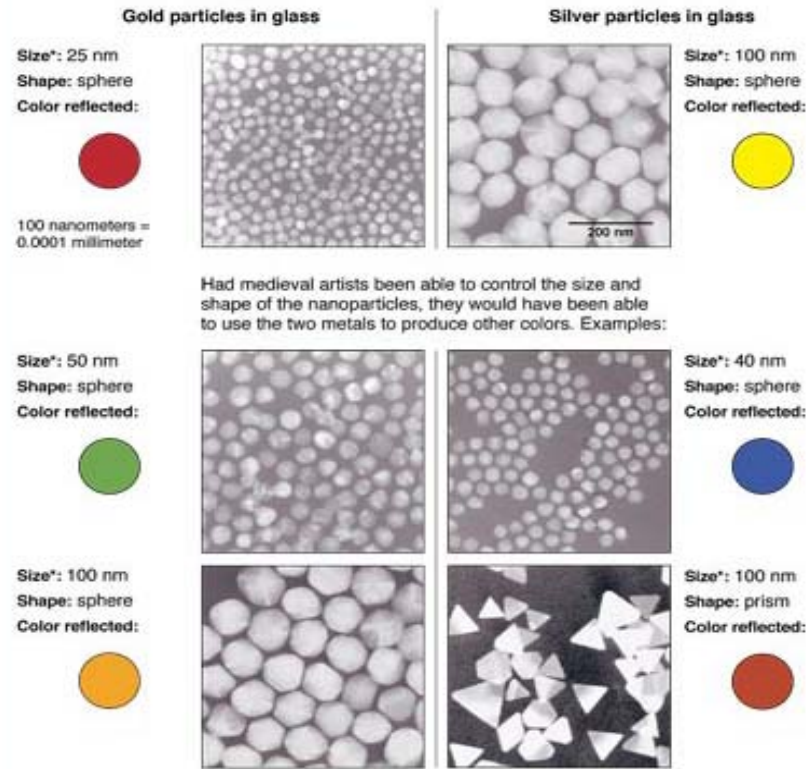 Gold particles in glass
Silver particles in glass
Size*: 25 nm
Shape: sphere
Color reflected:
100 nanometers =
0.0001 millimeter
Size*: 100 nm
Shape: sphere
Color reflected:
200 nm
Had medieval artists been able to control the size and
shape of the nanoparticles, they would have been able
to use the two metals to produce other colors. Examples:
Size*: 50 nm
Shape: sphere
Color reflected:
Size*: 40 nm
Shape: sphere
Color reflected:
Size*: 100 nm
Shape: sphere
Color reflected:
Size*: 100 nm
Shape: prism
Color reflected: